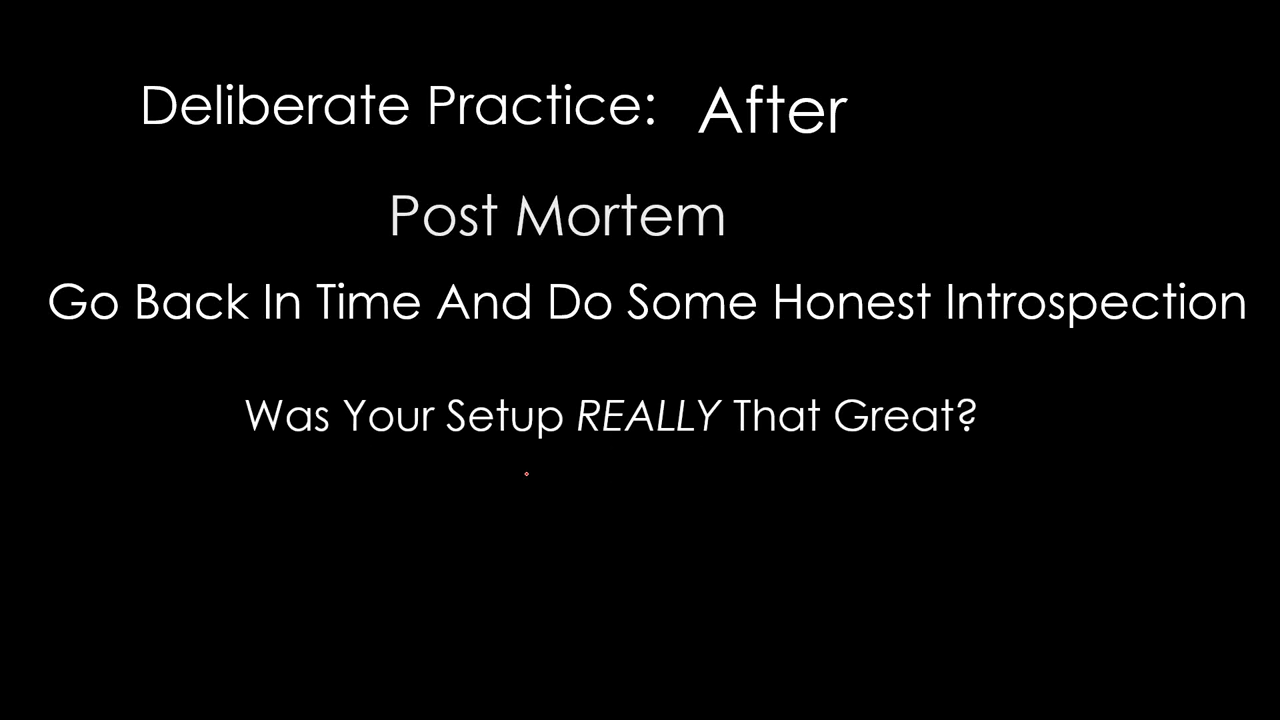 Deliberate Practice: After
Post Mortem
Go Back In Time And Do Some Honest Introspection
Was Your Setup REALLY That Great?